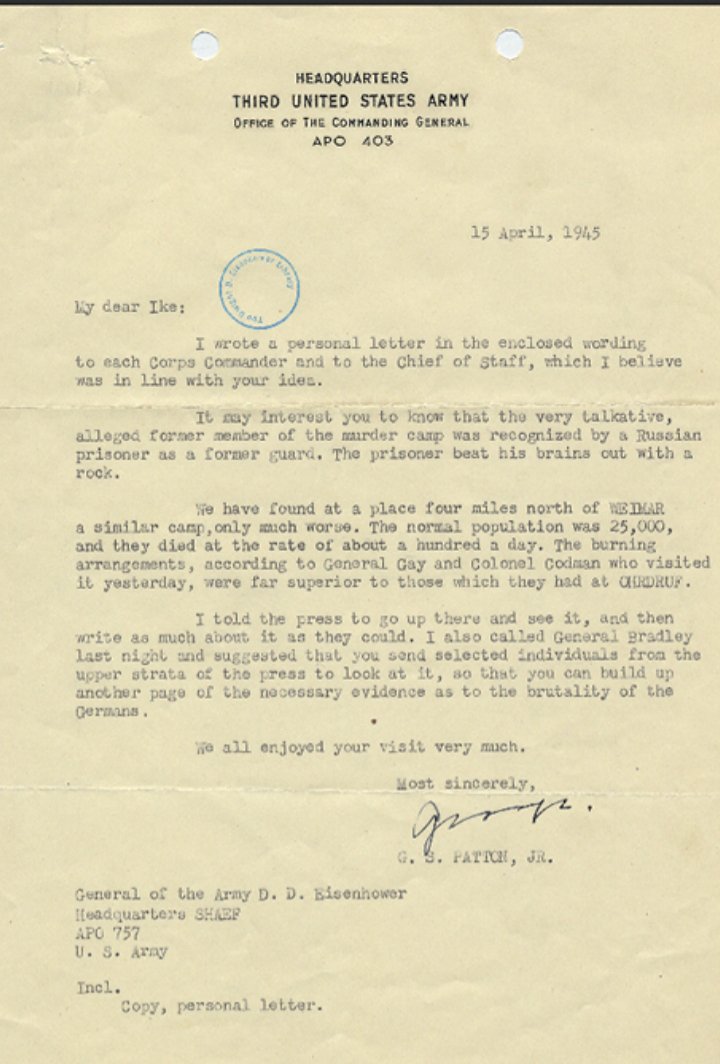 HEADQUARTERS
THIRD UNITED STATES ARMY
OFFICE OF THE COMMANDING GENERAL
APO 403
15 April, 1945
The Dwight D. Eisenhower Library
My dear Ike:
I wrote a personal letter in the enclosed wording
to each Corps Commander and to the Chief of Staff, which I believe
was in line with your idea.
It may interest you to know that the very talkative,
alleged former member of the murder camp was recognized by a Russian
prisoner as a former guard. The prisoner beat his brains out with a
rock.
We have found at a place four miles north of WEIMAR
a similar camp,only much worse. The normal population was 25,000,
and they died at the rate of about a hundred a day. The burning
arrangements, according to General Gay and Colonel Codman who visited
it yesterday, were far superior to those which they had at OHRDRUF.
I told the press to go up there and see it, and then
write as much about it as they could. I also called General Bradley
last night and suggested that you send selected individuals from the
upper strata of the press to look at it, so that you can build up
another page of the necessary evidence as to the brutality of the
Germans.
We all enjoyed your visit very much.
Most sincerely,
George.
G. S. PATTON, JR.
General of the Army D. D. Eisenhower
Headquarters SHAEF
APO 757
U. S. Army
Incl.
Copy, personal letter.